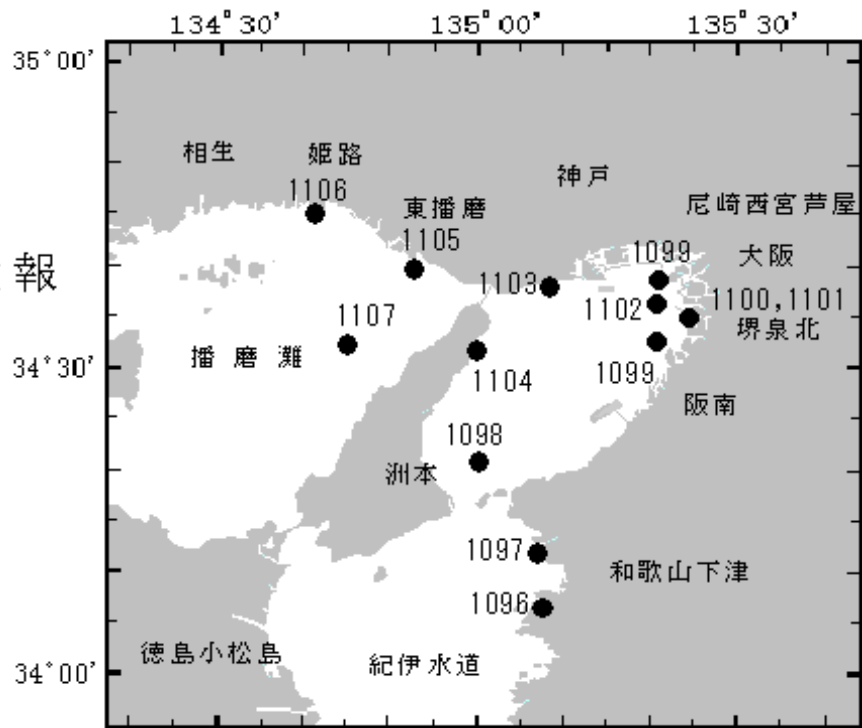 134°30' 135°00' 135°30'
35°00'
相生 姫路 神戸
1106 東播磨 尼崎西宮芦屋
1105 1099 大阪
報 1103 1100,1101
1107 1102 堺泉北
播磨灘
34°30' 1104 1099 阪南
1098
洲本
1097 和歌山下津
1096
徳島小松島 紀伊水道
34°00'